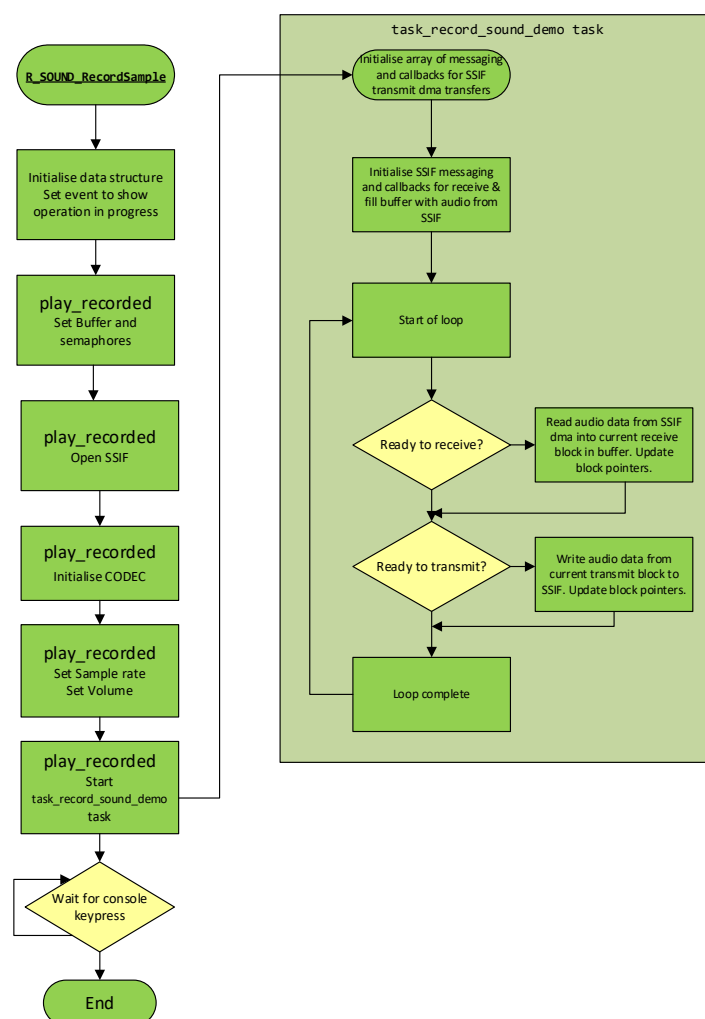 R_SOUND_RecordSample
Initialise data structure
Set event to show
operation in progress
play_recorded
Set Buffer and
semaphores
play_recorded
Open SSIF
play_recorded
Initialise CODEC
play_recorded
Set Sample rate
Set Volume
play_recorded
Start
task_record_sound_demo
task
Wait for console
keypress
End
task_record_sound_demo task
Initialise array of messaging
and callbacks for SSIF
transmit dma transfers
Initialise SSIF messaging
and callbacks for receive &
fill buffer with audio from
SSIF
Start of loop
Ready to receive?
Read audio data from SSIF
dma into current receive
block in buffer. Update
block pointers.
Ready to transmit?
Write audio data from
current transmit block to
SSIF. Update block pointers.
Loop complete